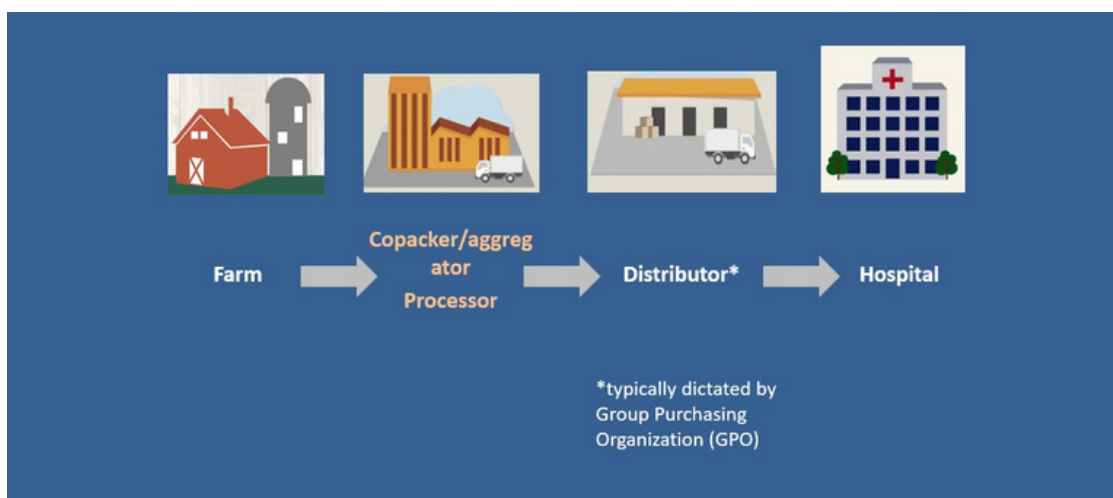 Farm
Copacker/aggreg
ator
Processor
Distributor*
Hospital
*typically dictated by
Group Purchasing
Organization (GPO)